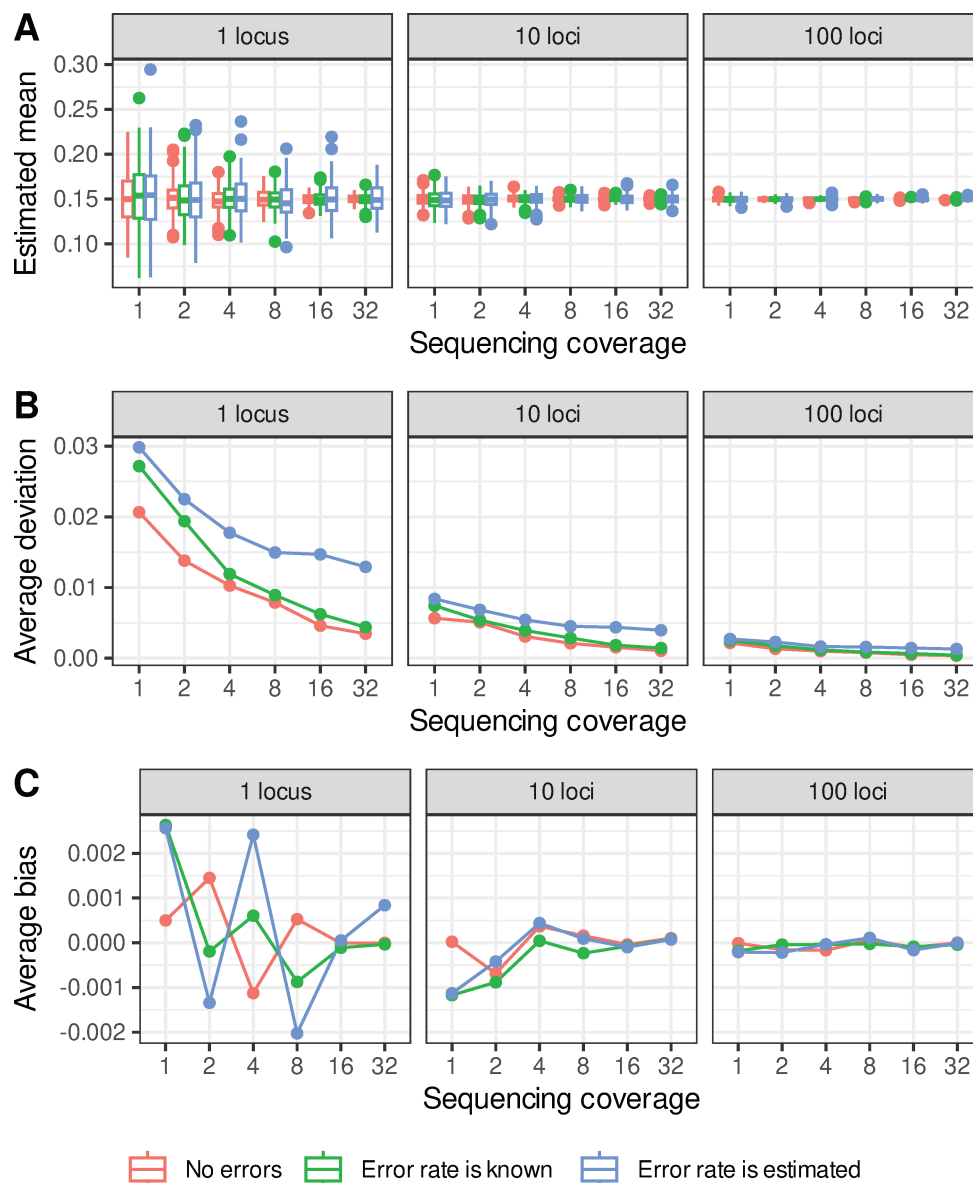 A
1 locus 10 loci 100 loci
Estimated mean
0.30
0.25
0.20
0.15
0.10
1 2 4 8 16 32 1 2 4 8 16 32 1 2 4 8 16 32
Sequencing coverage Sequencing coverage Sequencing coverage
B
1 locus 10 loci 100 loci
Average deviation
0.03
0.02
0.01
0.00
1 2 4 8 16 32 1 2 4 8 16 32 1 2 4 8 16 32
Sequencing coverage
C
1 locus 10 loci 100 loci
Average bias
0.002
0.001
0.000
-0.001
-0.002
1 2 4 8 16 32 1 2 4 8 16 32 1 2 4 8 16 32
Sequencing coverage
No errors Error rate is known Error rate is estimated